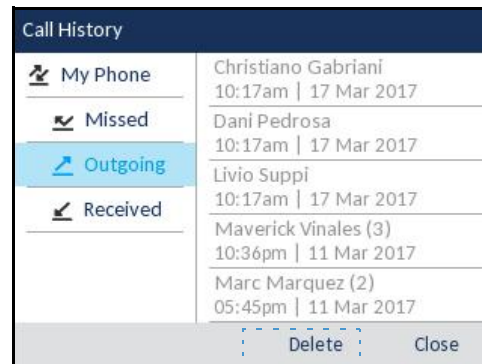 Call History
My Phone
Missed
Outgoing
Received
Christiano Gabriani
10:17am | 17 Mar 2017
Dani Pedrosa
10:17am | 17 Mar 2017
Livio Suppi
10:17am | 17 Mar 2017
Maverick Vinales (3)
10:36pm | 11 Mar 2017
Marc Marquez (2)
05:45pm | 11 Mar 2017
Delete
Close